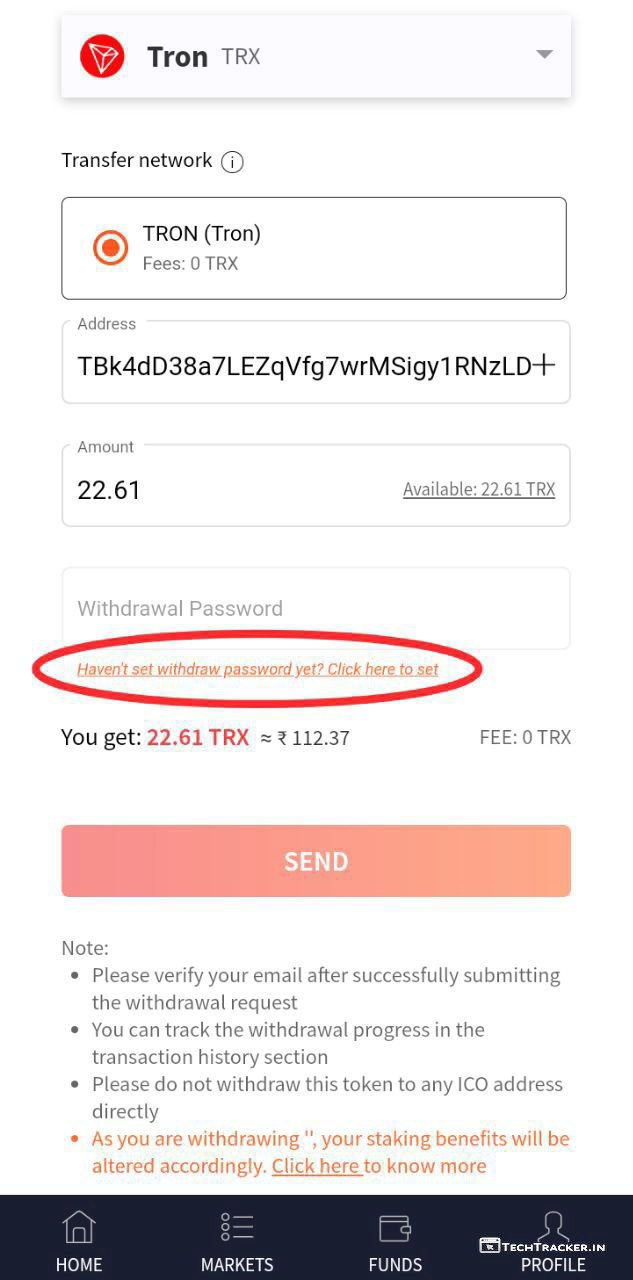 Tron TRX
Transfer network i
TRON (Tron)
Fees: 0 TRX
Address
TBk4dD38a7LEZqVfg7wrMSigy1RNzLD+
Amount
22.61 Available: 22.61 TRX
Withdrawal Password
Haven't set withdraw password yet? Click here to set
You get: 22.61 TRX ≈ ₹ 112.37 FEE: 0 TRX
SEND
Note:
• Please verify your email after successfully submitting
the withdrawal request
• You can track the withdrawal progress in the
transaction history section
• Please do not withdraw this token to any ICO address
directly
• As you are withdrawing '', your staking benefits will be
altered accordingly. Click here to know more
TECHTRACKER.IN
HOME MARKETS FUNDS PROFILE